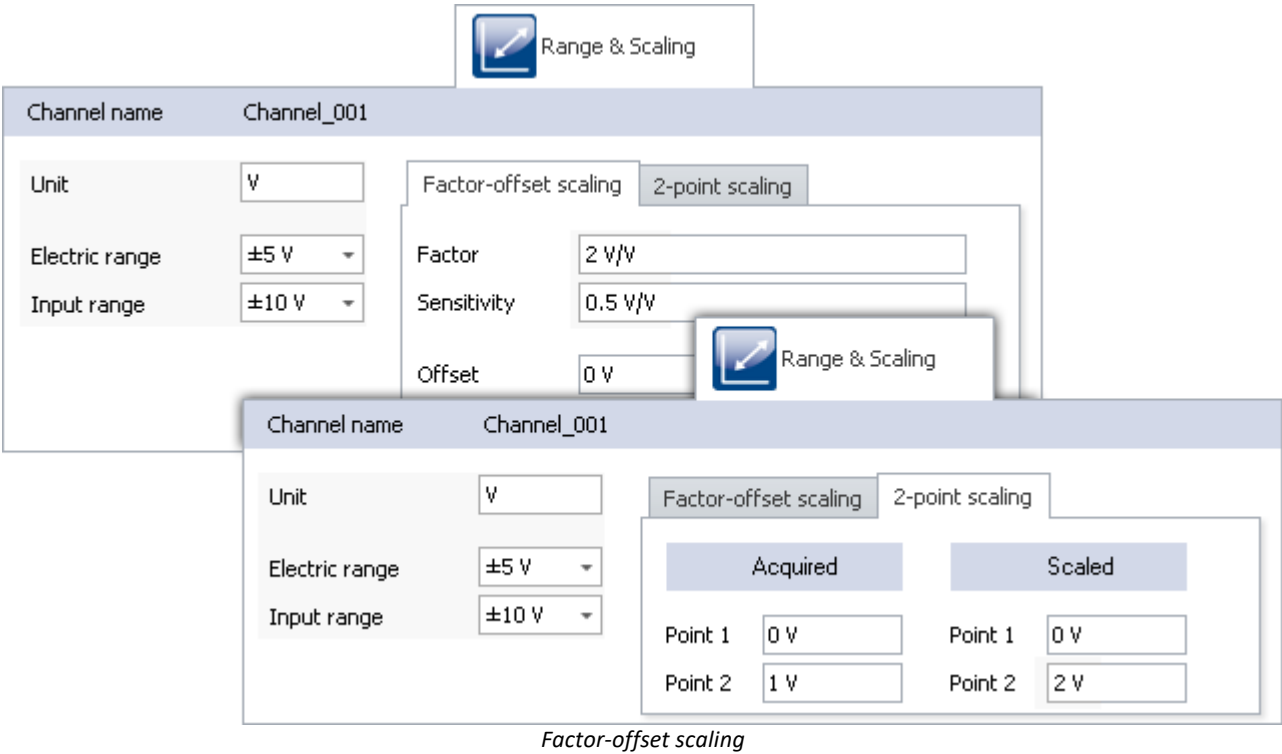 Range & Scaling
Channel name Channel_001
Unit V
Factor-offset scaling 2-point scaling
Electric range ±5 V
Factor 2 V/V
Input range ±10 V
Sensitivity 0.5 V/V
Offset 0 V
Range & Scaling
Channel name Channel_001
Unit V
Factor-offset scaling 2-point scaling
Electric range ±5 V
Acquired Scaled
Input range ±10 V
Point 1 0 V Point 1 0 V
Point 2 1 V Point 2 2 V
Factor-offset scaling